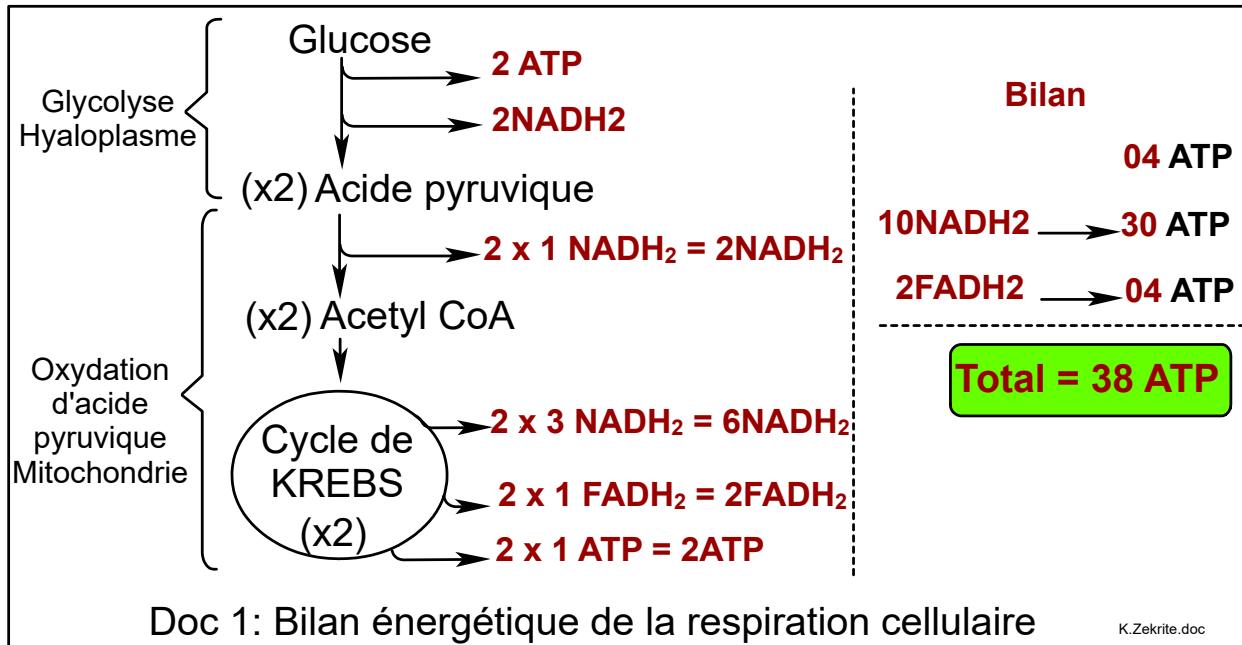 Glucose
2 ATP
2NADH2
Glycolyse
Hyaloplasme
(x2) Acide pyruvique
2 x 1 NADH₂ = 2NADH₂
(x2) Acetyl CoA
Oxydation
d'acide
pyruvique
Mitochondrie
Cycle de
KREBS
(x2)
2 x 3 NADH₂ = 6NADH₂
2 x 1 FADH₂ = 2FADH₂
2 x 1 ATP = 2ATP
Bilan
04 ATP
10NADH2 30 ATP
2FADH2 04 ATP
Total = 38 ATP
Doc 1: Bilan énergétique de la respiration cellulaire
K.Zekrite.doc